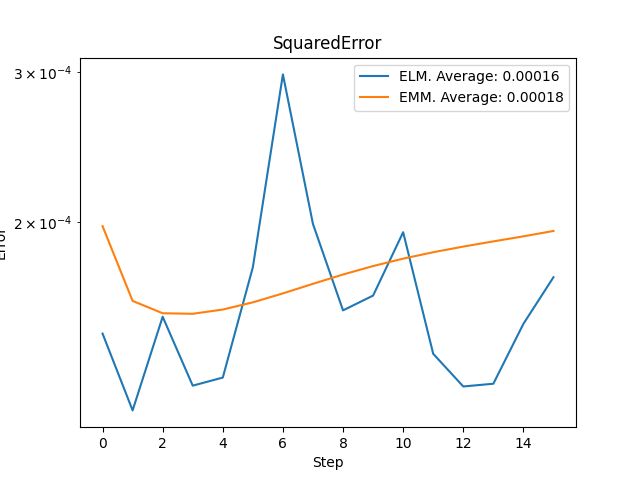 SquaredError
3 × 10⁻⁴
2 × 10⁻⁴
Error
ELM. Average: 0.00016
EMM. Average: 0.00018
0 2 4 6 8 10 12 14
Step